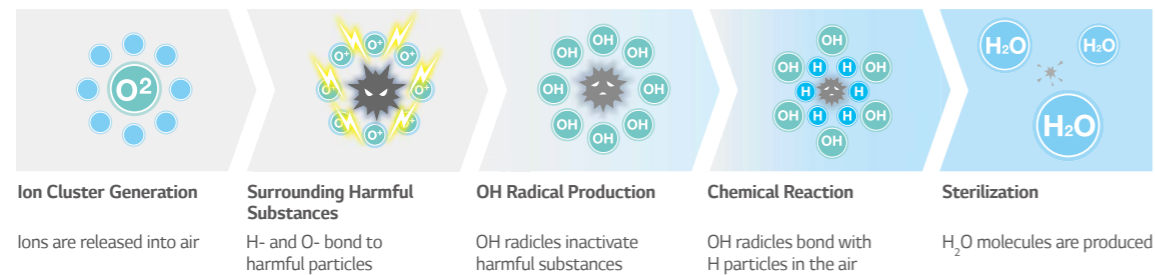 O²
O⁺ O⁺ O⁺ O⁺ O⁺ O⁺ O⁺ O⁺
OH OH OH OH OH OH OH OH
OH OH OH OH OH OH H H H H H H
H₂O H₂O H₂O
Ion Cluster Generation
Ions are released into air
Surrounding Harmful
Substances
H- and O- bond to
harmful particles
OH Radical Production
OH radicles inactivate
harmful substances
Chemical Reaction
OH radicles bond with
H particles in the air
Sterilization
H₂O molecules are produced